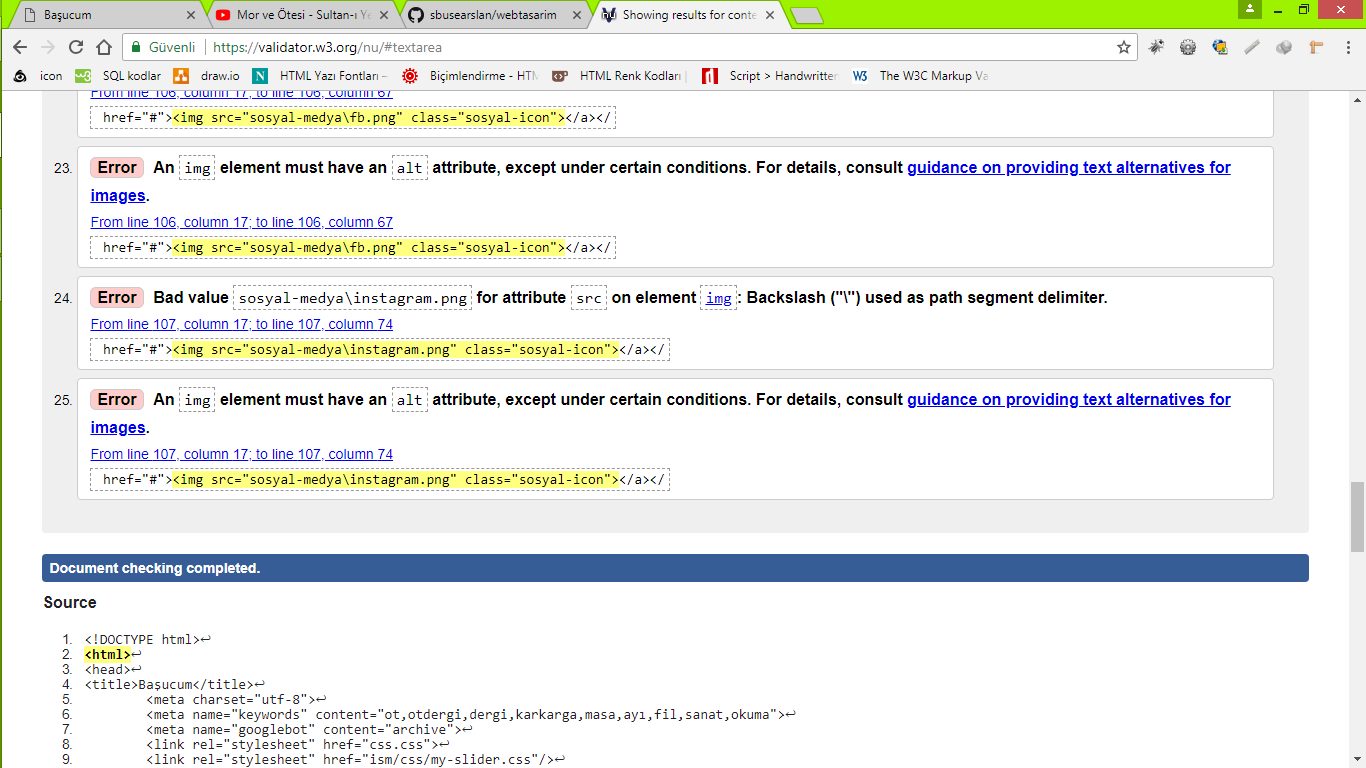 Başucum
Mor ve Ötesi - Sultan-ı Ye
sbusearslan/webtasarim
Showing results for conte
Güvenli
https://validator.w3.org/nu/#textarea
icon
SQL kodlar
draw.io
HTML Yazı Fontları –
Biçimlendirme - HTM
HTML Renk Kodları |
Script > Handwritten
The W3C Markup Va
From line 106, column 17; to line 106, column 67
href="#"><img src="sosyal-medya\fb.png" class="sosyal-icon"></a></
23. Error An img element must have an alt attribute, except under certain conditions. For details, consult guidance on providing text alternatives for
images.
From line 106, column 17; to line 106, column 67
href="#"><img src="sosyal-medya\fb.png" class="sosyal-icon"></a></
24. Error Bad value sosyal-medya\instagram.png for attribute src on element img: Backslash ("\") used as path segment delimiter.
From line 107, column 17; to line 107, column 74
href="#"><img src="sosyal-medya\instagram.png" class="sosyal-icon"></a></
25. Error An img element must have an alt attribute, except under certain conditions. For details, consult guidance on providing text alternatives for
images.
From line 107, column 17; to line 107, column 74
href="#"><img src="sosyal-medya\instagram.png" class="sosyal-icon"></a></
Document checking completed.
Source
1. <!DOCTYPE html>↩
2. <html>↩
3. <head>↩
4. <title>Başucum</title>↩
5. <meta charset="utf-8">↩
6. <meta name="keywords" content="ot,otdergi,dergi,karkarga,masa,ayı,fil,sanat,okuma">↩
7. <meta name="googlebot" content="archive">↩
8. <link rel="stylesheet" href="css.css">↩
9. <link rel="stylesheet" href="ism/css/my-slider.css"/>↩